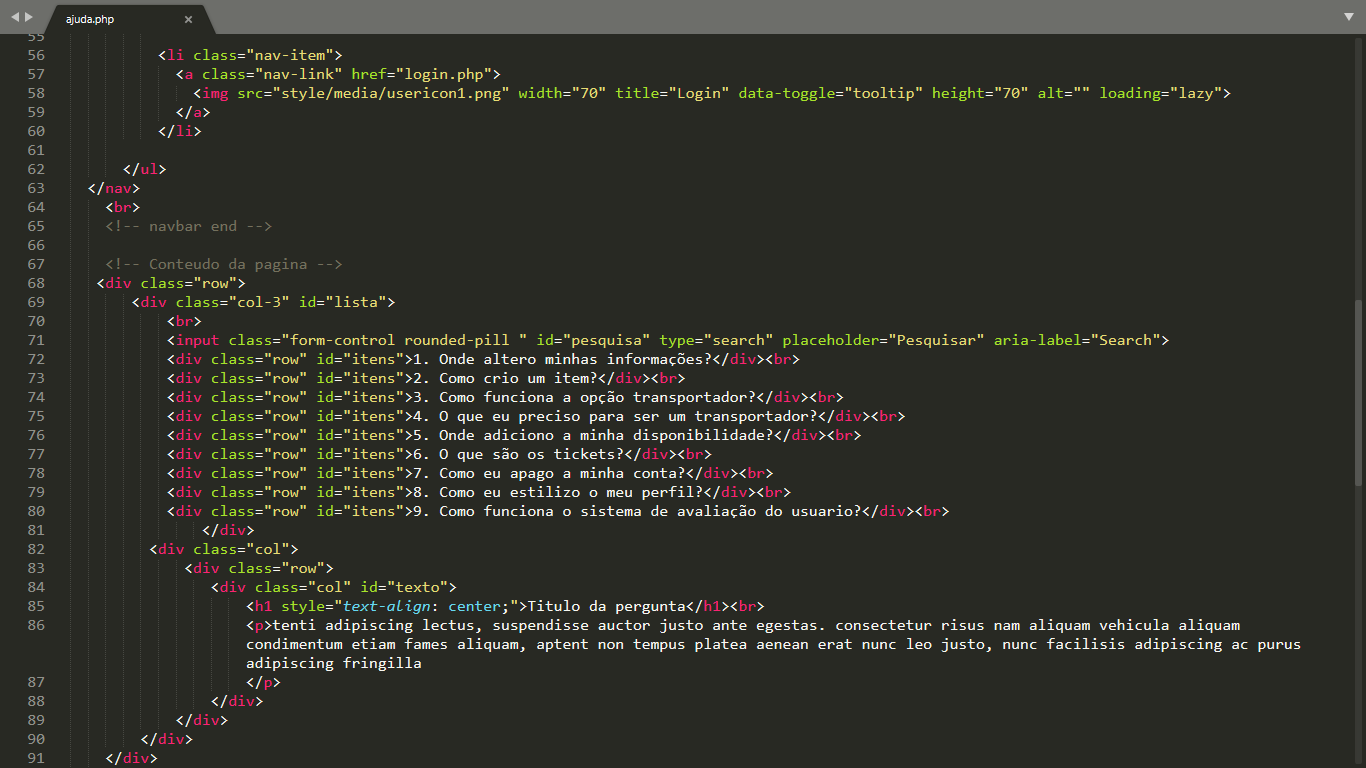 ajuda.php
55
56 <li class="nav-item">
57 <a class="nav-link" href="login.php">
58 <img src="style/media/usericon1.png" width="70" title="Login" data-toggle="tooltip" height="70" alt="" loading="lazy">
59 </a>
60 </li>
61
62 </ul>
63 </nav>
64 <br>
65 <!-- navbar end -->
66
67 <!-- Conteudo da pagina -->
68 <div class="row">
69 <div class="col-3" id="lista">
70 <br>
71 <input class="form-control rounded-pill " id="pesquisa" type="search" placeholder="Pesquisar" aria-label="Search">
72 <div class="row" id="itens">1. Onde altero minhas informações?</div><br>
73 <div class="row" id="itens">2. Como crio um item?</div><br>
74 <div class="row" id="itens">3. Como funciona a opção transportador?</div><br>
75 <div class="row" id="itens">4. O que eu preciso para ser um transportador?</div><br>
76 <div class="row" id="itens">5. Onde adiciono a minha disponibilidade?</div><br>
77 <div class="row" id="itens">6. O que são os tickets?</div><br>
78 <div class="row" id="itens">7. Como eu apago a minha conta?</div><br>
79 <div class="row" id="itens">8. Como eu estilizo o meu perfil?</div><br>
80 <div class="row" id="itens">9. Como funciona o sistema de avaliação do usuario?</div><br>
81 </div>
82 <div class="col">
83 <div class="row">
84 <div class="col" id="texto">
85 <h1 style="text-align: center;">Titulo da pergunta</h1><br>
86 <p>tenti adipiscing lectus, suspendisse auctor justo ante egestas. consectetur risus nam aliquam vehicula aliquam
condimentum etiam fames aliquam, aptent non tempus platea aenean erat nunc leo justo, nunc facilisis adipiscing ac purus
adipiscing fringilla
87 </p>
88 </div>
89 </div>
90 </div>
91 </div>